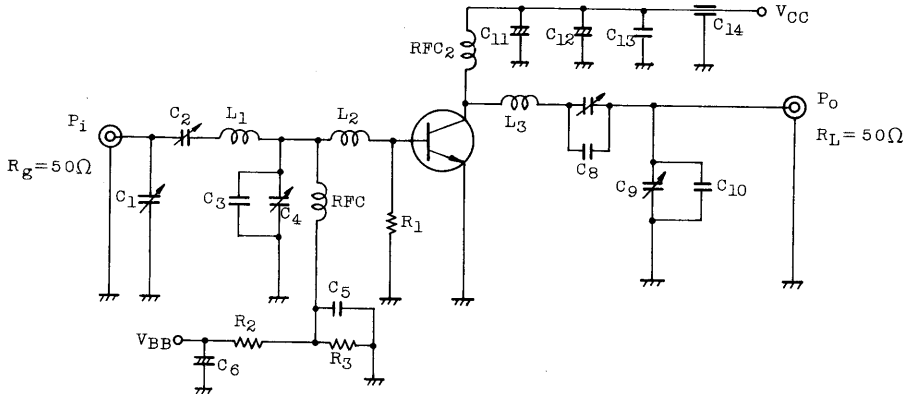 V_CC
C11
C12
C13
C14
RFC2
Pi
C2
L1
L2
L3
Po
Rg=50Ω
RL=50Ω
C1
C3
C4
RFC
R1
C8
C9
C10
C5
VBB
R2
R3
C6